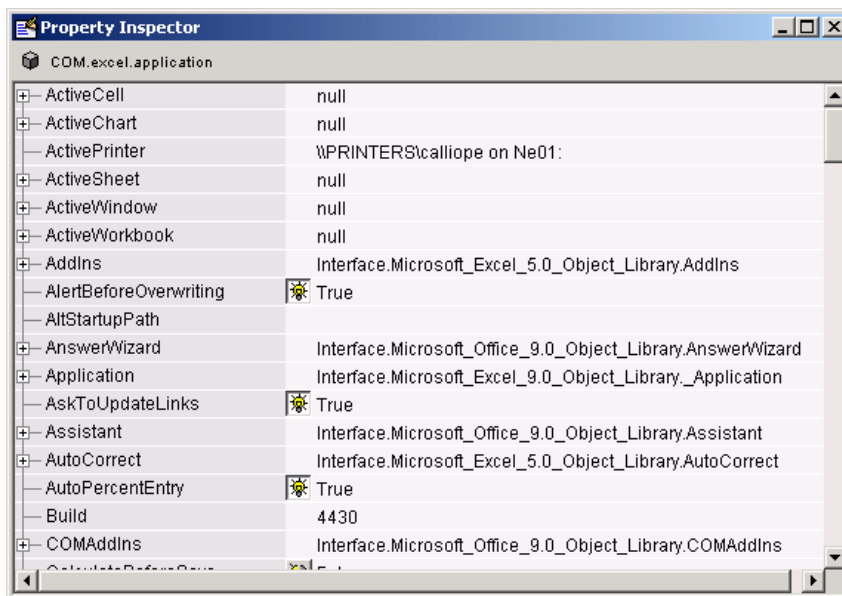 Property Inspector
COM.excel.application
ActiveCell null
ActiveChart null
ActivePrinter \\PRINTERS\calliope on Ne01:
ActiveSheet null
ActiveWindow null
ActiveWorkbook null
AddIns Interface.Microsoft_Excel_5.0_Object_Library.AddIns
AlertBeforeOverwriting True
AltStartupPath
AnswerWizard Interface.Microsoft_Office_9.0_Object_Library.AnswerWizard
Application Interface.Microsoft_Excel_9.0_Object_Library._Application
AskToUpdateLinks True
Assistant Interface.Microsoft_Office_9.0_Object_Library.Assistant
AutoCorrect Interface.Microsoft_Excel_5.0_Object_Library.AutoCorrect
AutoPercentEntry True
Build 4430
COMAddIns Interface.Microsoft_Office_9.0_Object_Library.COMAddIns